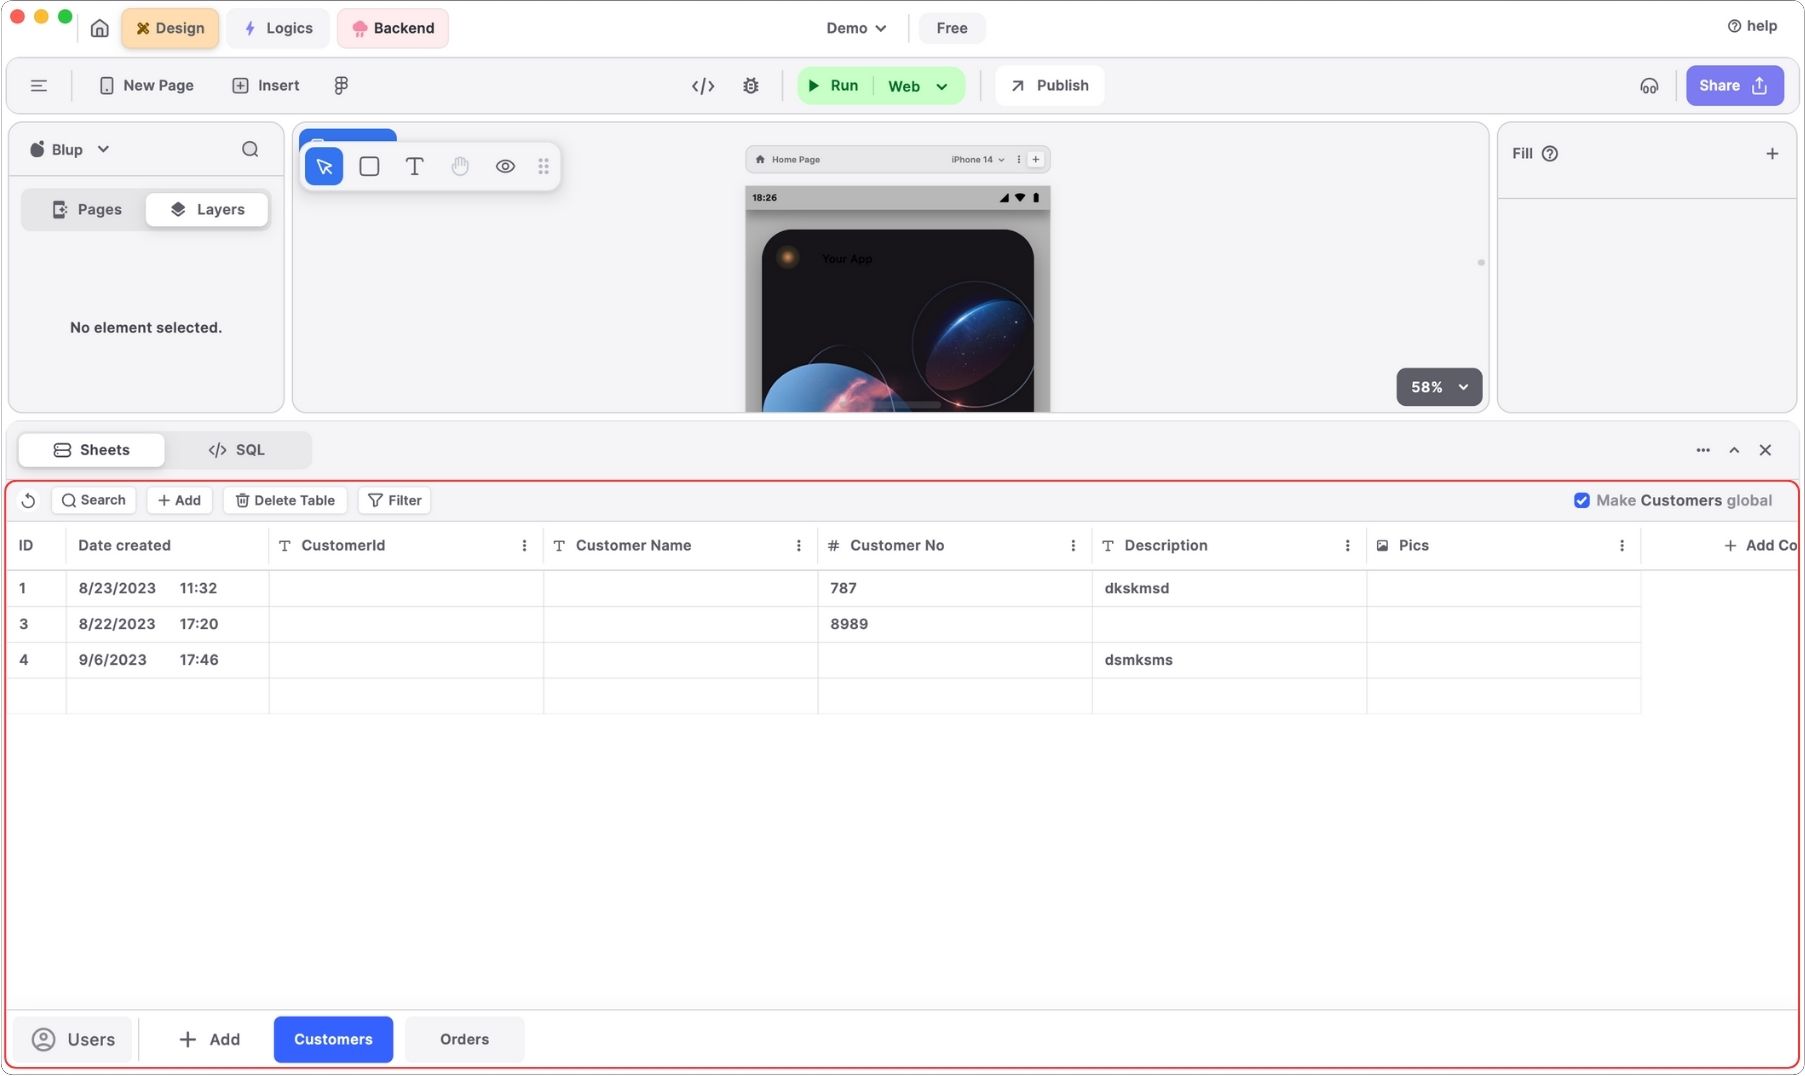 Design Logics Backend Demo Free help
New Page Insert Run Web Publish Share
Blup
Pages Layers
No element selected.
Home Page iPhone 14
18:26
Your App
58%
Fill
Sheets SQL
Search Add Delete Table Filter Make Customers global
ID Date created CustomerId Customer Name # Customer No Description Pics + Add Co
1 8/23/2023 11:32 787 dkskmsd
3 8/22/2023 17:20 8989
4 9/6/2023 17:46 dsmksms
Users + Add Customers Orders